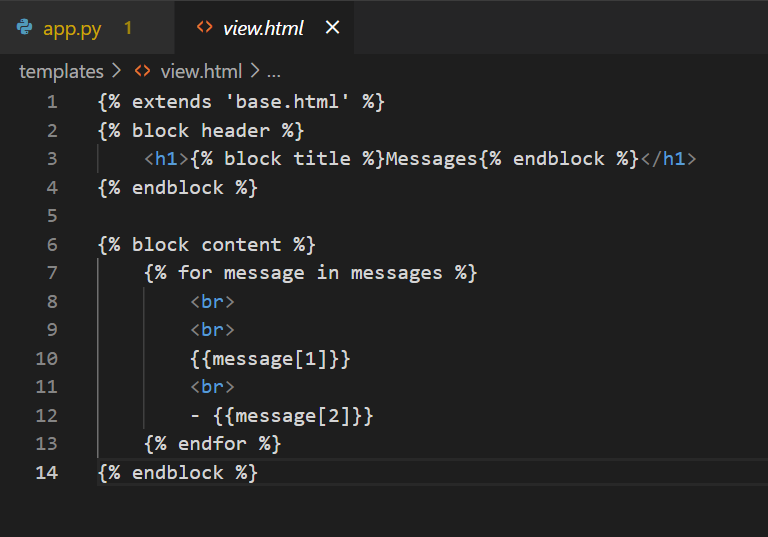 app.py 1 <> view.html ×
templates > <> view.html > ...
1 {% extends 'base.html' %}
2 {% block header %}
3     <h1>{% block title %}Messages{% endblock %}</h1>
4 {% endblock %}
5
6 {% block content %}
7     {% for message in messages %}
8         <br>
9         <br>
10         {{message[1]}}
11         <br>
12         - {{message[2]}}
13     {% endfor %}
14 {% endblock %}